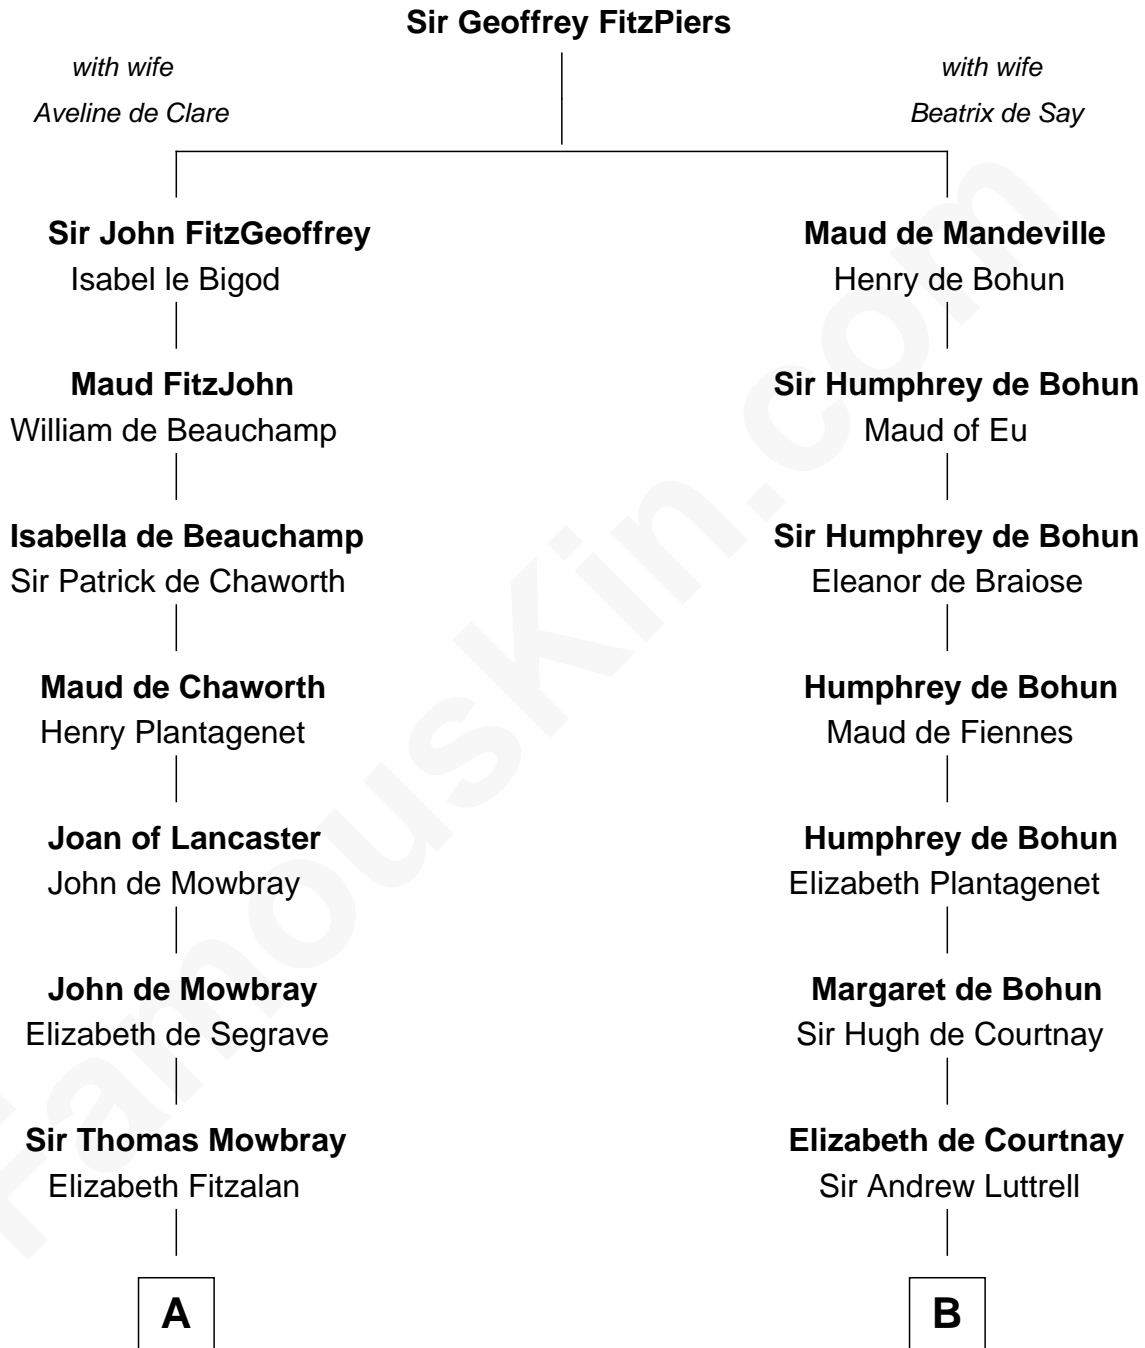 Sir Geoffrey FitzPiers
with wife
Aveline de Clare
with wife
Beatrix de Say
Sir John FitzGeoffrey
Isabel le Bigod
Maud de Mandeville
Henry de Bohun
Maud FitzJohn
William de Beauchamp
Sir Humphrey de Bohun
Maud of Eu
Isabella de Beauchamp
Sir Patrick de Chaworth
Sir Humphrey de Bohun
Eleanor de Braiose
Maud de Chaworth
Henry Plantagenet
Humphrey de Bohun
Maud de Fiennes
Joan of Lancaster
John de Mowbray
Humphrey de Bohun
Elizabeth Plantagenet
John de Mowbray
Elizabeth de Segrave
Margaret de Bohun
Sir Hugh de Courtnay
Sir Thomas Mowbray
Elizabeth Fitzalan
Elizabeth de Courtnay
Sir Andrew Luttrell
A
B
FamousKin.com